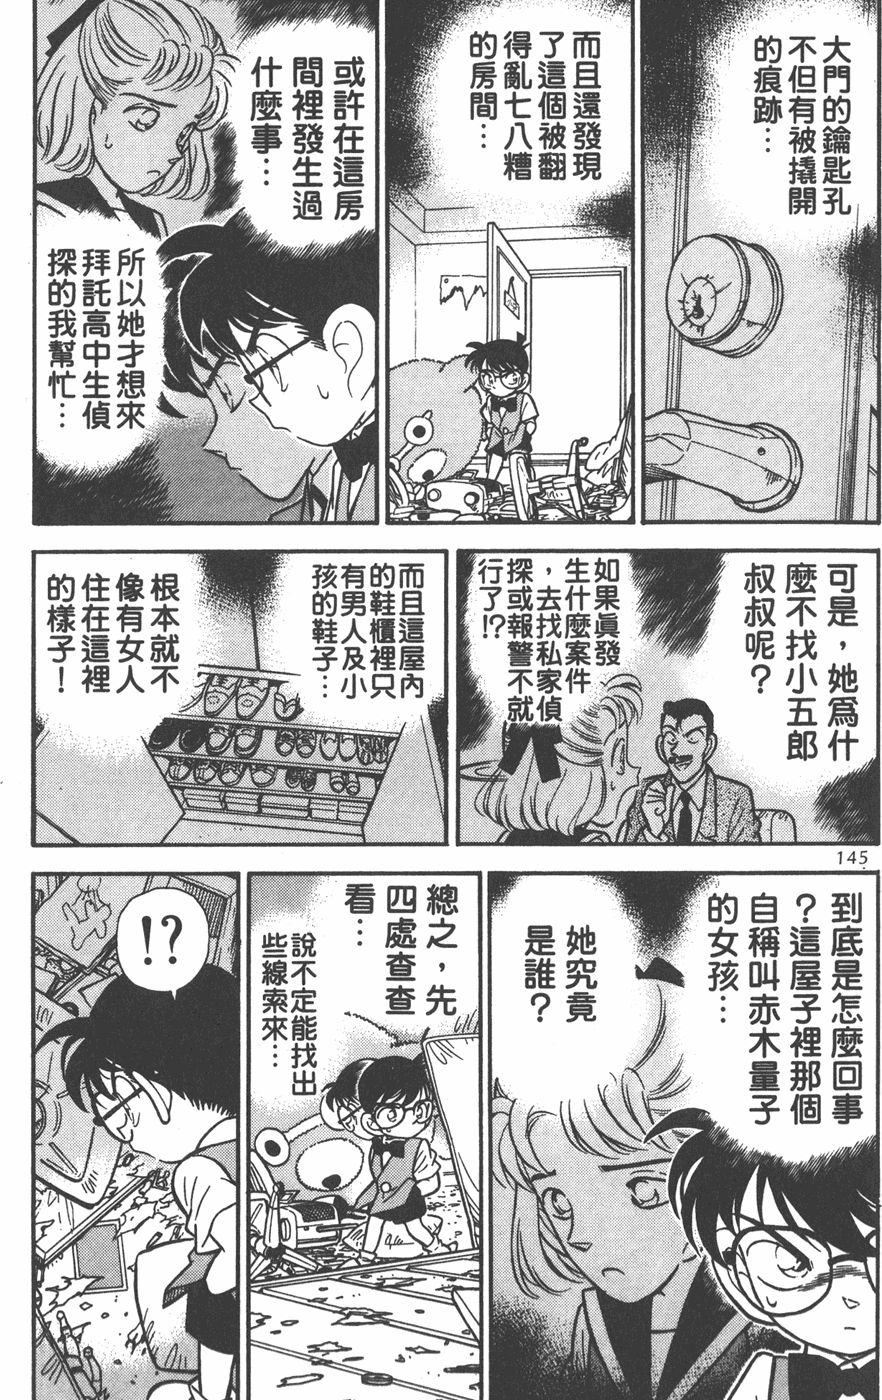 大門的鑰匙孔
不但有被撬開
的痕跡…
而且還發現
了這個被翻
得亂七八糟
的房間…
或許在這房
間裡發生過
什麼事…
所以她才想來
拜託高中生偵
探的我幫忙…
可是，她爲什
麼不找小五郎
叔叔呢？
如果眞發
生什麼案件
，去找私家偵
探或報警不就
行了!?
而且這屋內
的鞋櫃裡只
有男人及小
孩的鞋子…
根本就不
像有女人
住在這裡
的樣子！
145
到底是怎麼回事
？這屋子裡那個
自稱叫赤木量子
的女孩…
她究竟
是誰？
總之，先
四處查查
看…
說不定能找出
些線索來…
!?